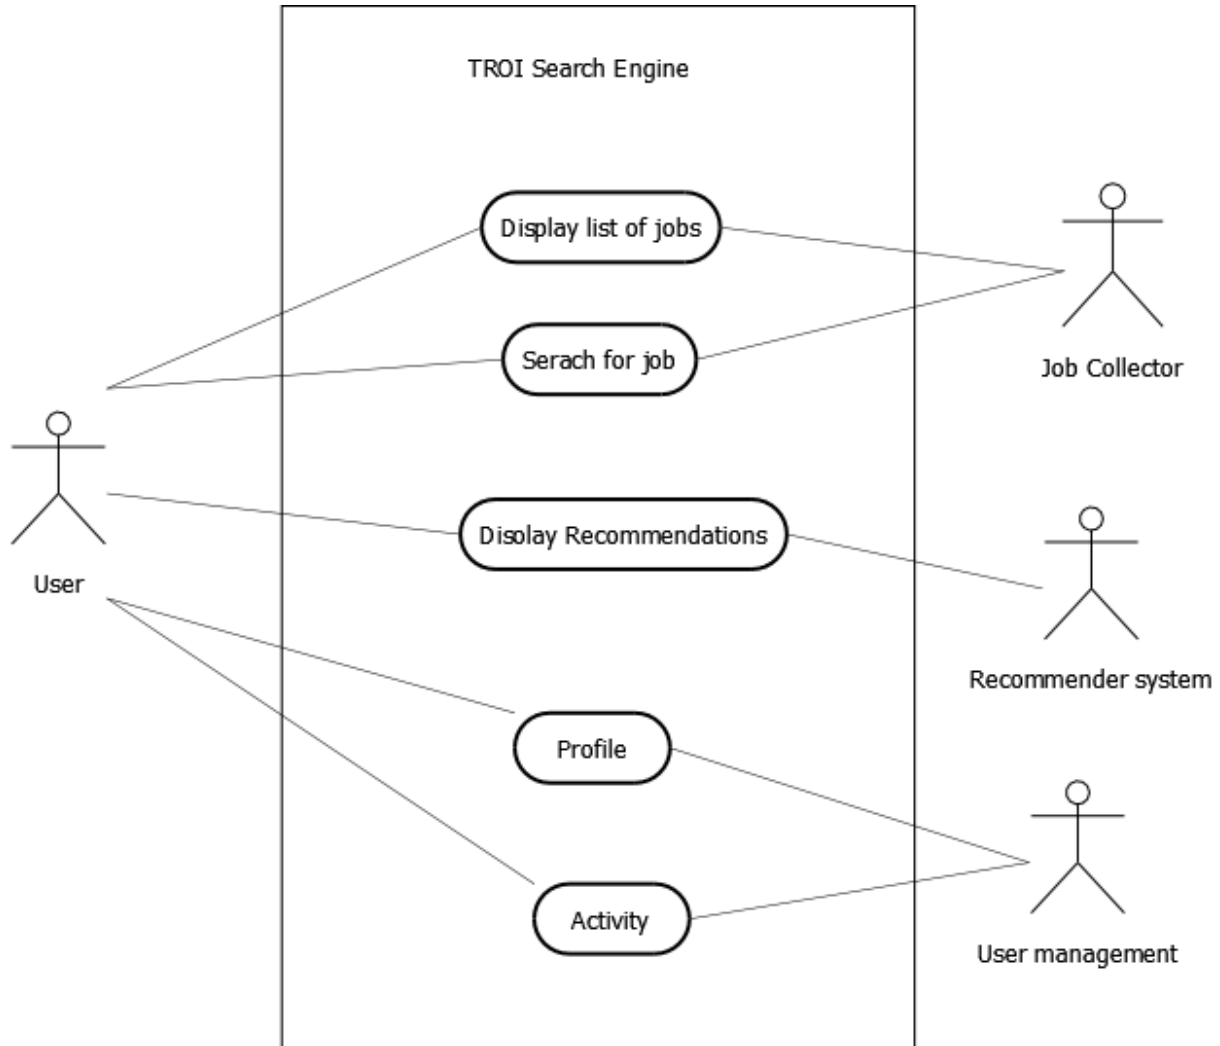 TROI Search Engine
Display list of jobs
Serach for job
Job Collector
Disolay Recommendations
User
Recommender system
Profile
Activity
User management